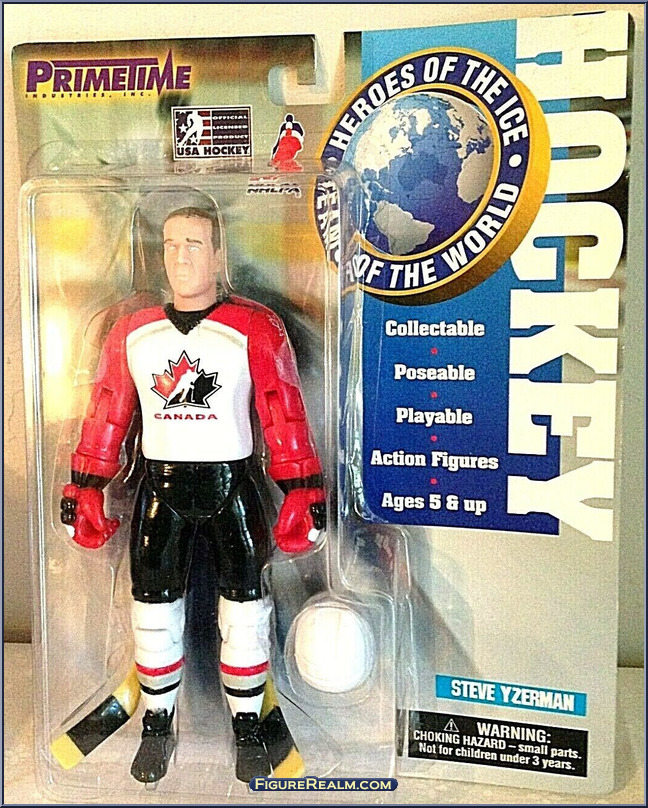 PRIMETIME
INDUSTRIES, INC.
OFFICIAL
LICENSED
PRODUCT
USA HOCKEY
NHLPA
HEROES OF THE ICE
OF THE WORLD
HOCKEY
Collectable
Poseable
Playable
Action Figures
Ages 5 & up
CANADA
STEVE YZERMAN
WARNING:
CHOKING HAZARD – small parts.
Not for children under 3 years.
FIGUREREALM.COM